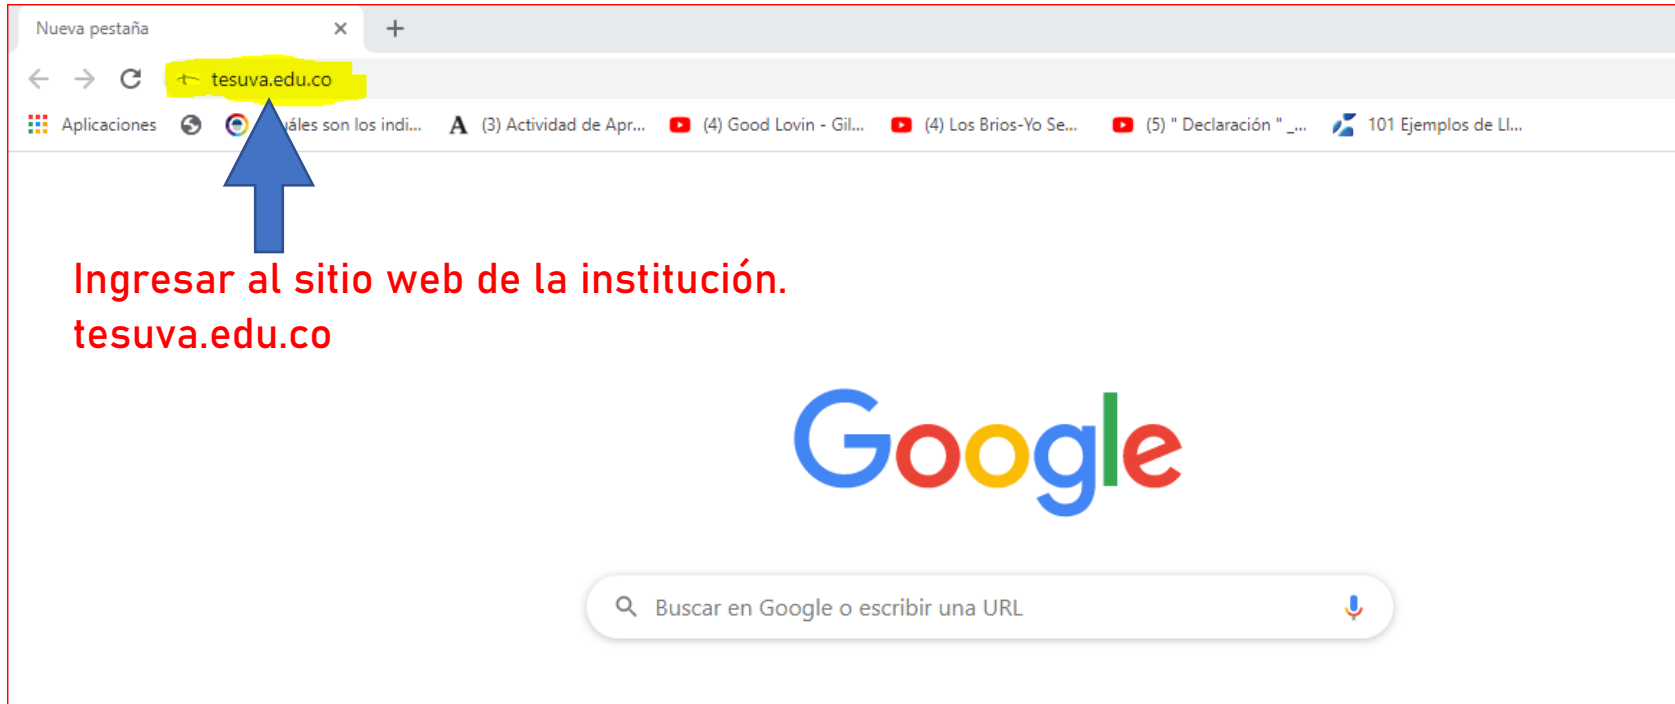 Nueva pestaña
tesuva.edu.co
Aplicaciones
uáles son los indi...
(3) Actividad de Apr...
(4) Good Lovin - Gil...
(4) Los Brios-Yo Se...
(5) " Declaración " _...
101 Ejemplos de Ll...
Ingresar al sitio web de la institución.
tesuva.edu.co
Google
Buscar en Google o escribir una URL